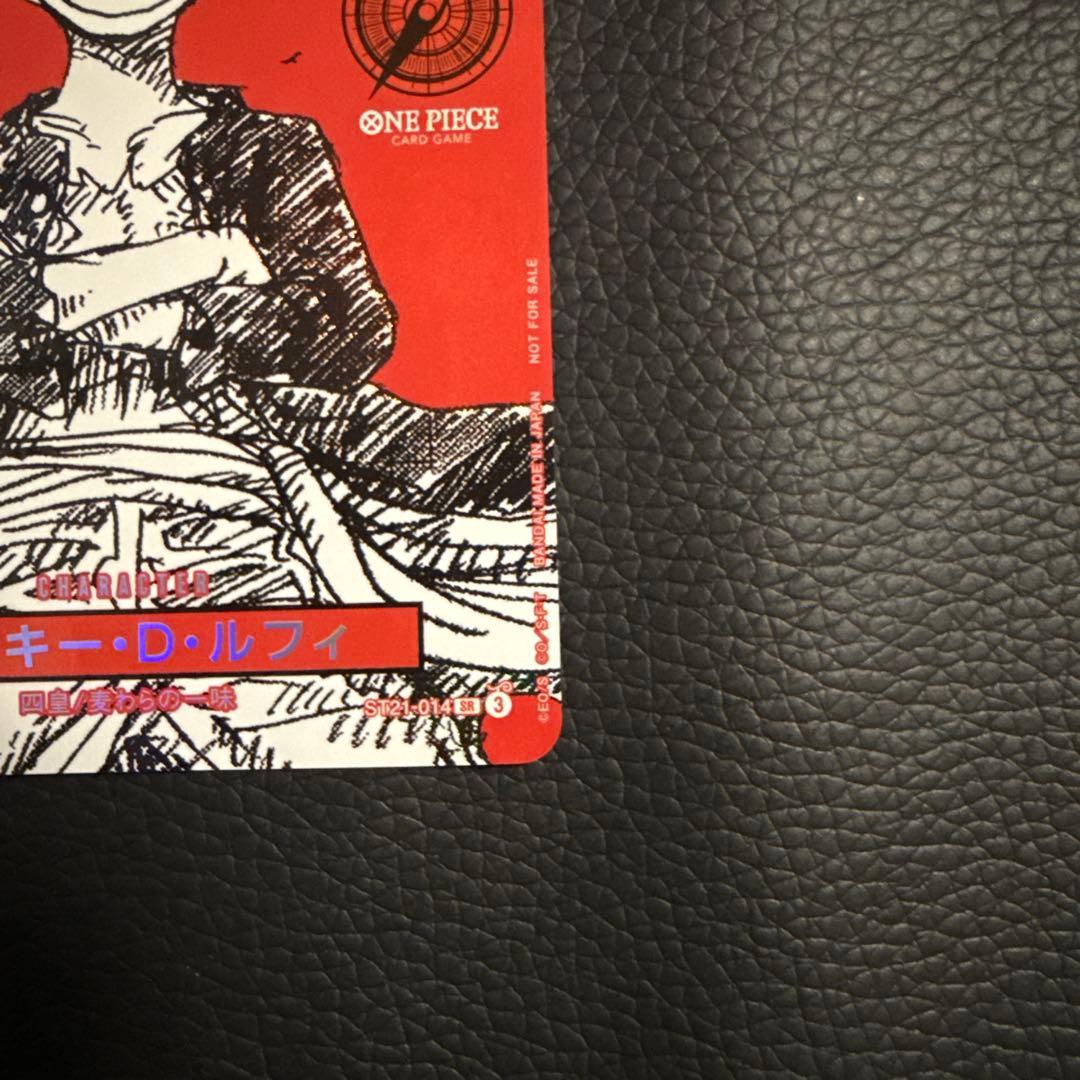 ONE PIECE
CARD GAME
NOT FOR SALE
BANDAI MADE IN JAPAN
©EO/S CO/S·F·T
CHARACTER
キー・D・ルフィ
四皇/麦わらの一味
ST21-014 SR 3